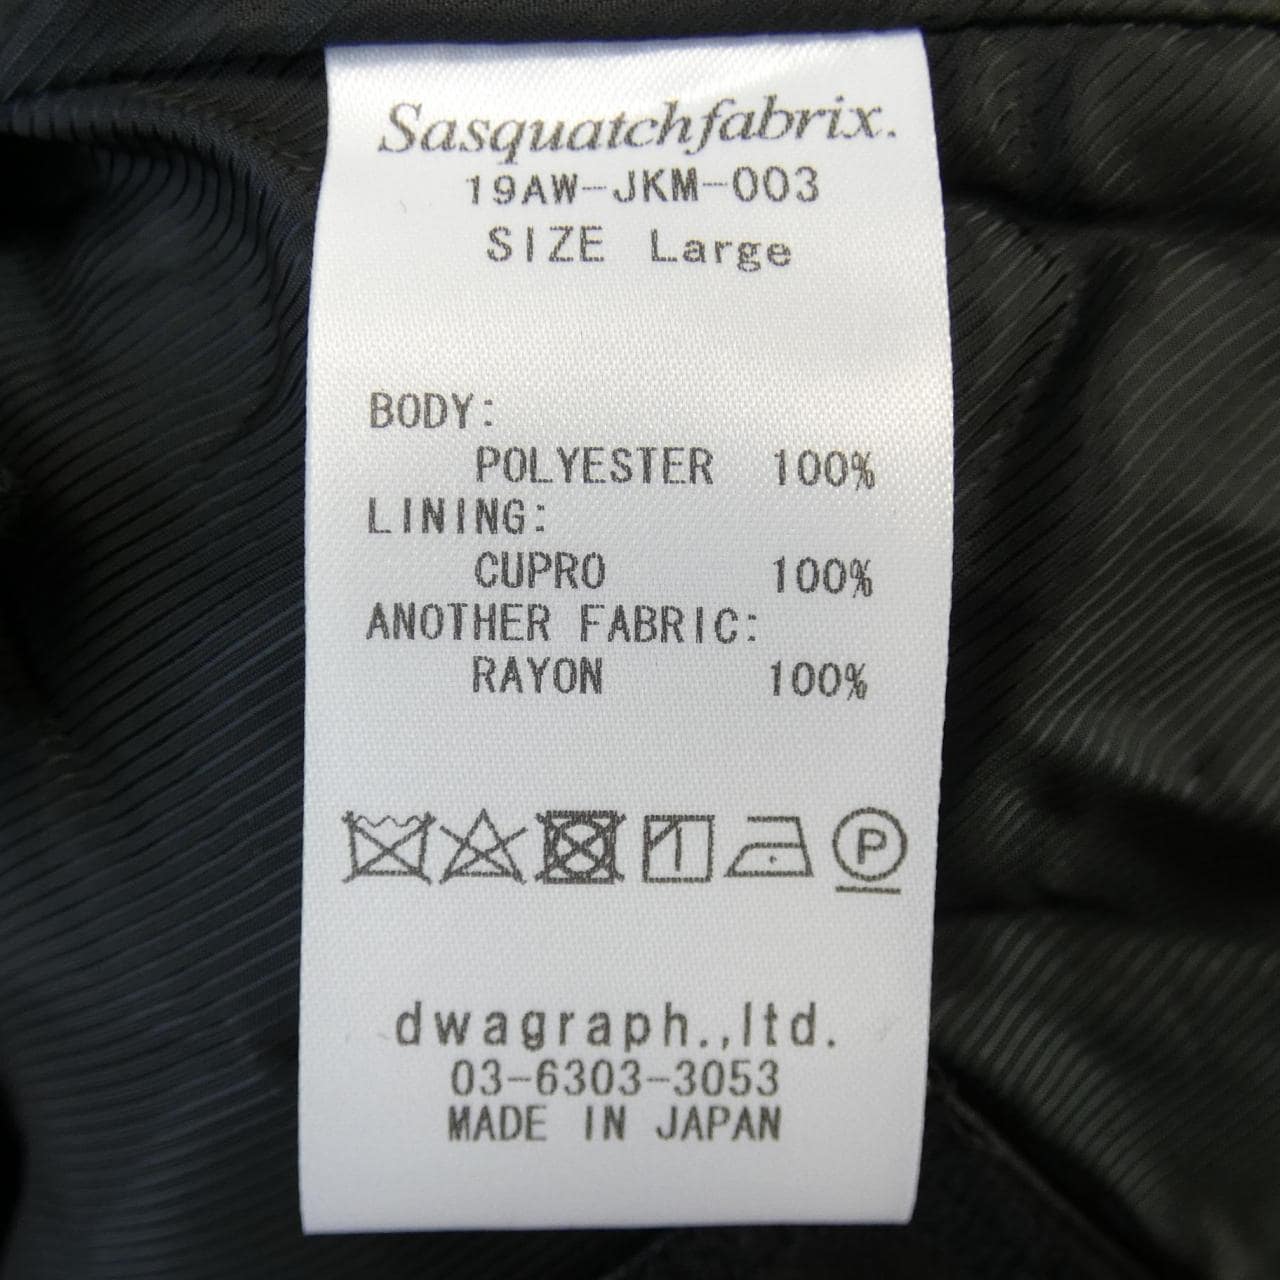 Sasquatchfabrix.
19AW-JKM-003
SIZE Large
BODY:
POLYESTER 100%
LINING:
CUPRO 100%
ANOTHER FABRIC:
RAYON 100%
P
dwagraph.,ltd.
03-6303-3053
MADE IN JAPAN